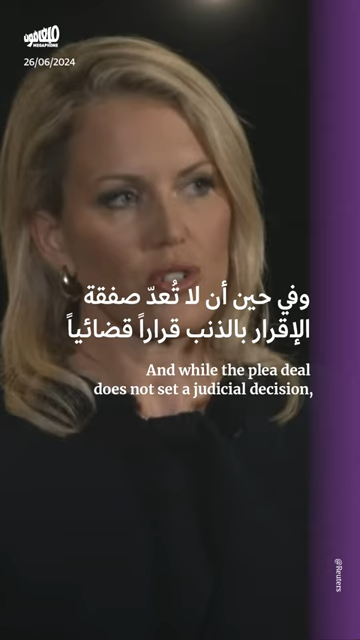 ميغافون
MEGAPHONE
26/06/2024
وفي حين أن لا تُعدّ صفقة
الإقرار بالذنب قراراً قضائياً
And while the plea deal
does not set a judicial decision,
@Reuters